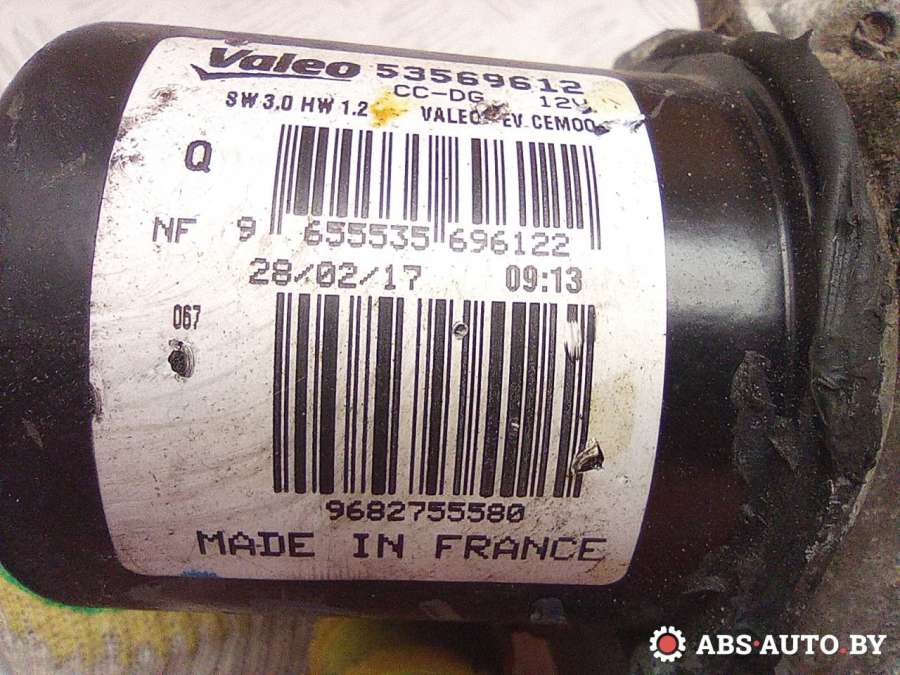 Valeo 53569612
CC-DG 12V
SW 3.0 HW 1.2 CEMOO
Q
NF 9 655535 696122
28/02/17 09:13
067
9682755580
MADE IN FRANCE
ABS-AUTO.BY